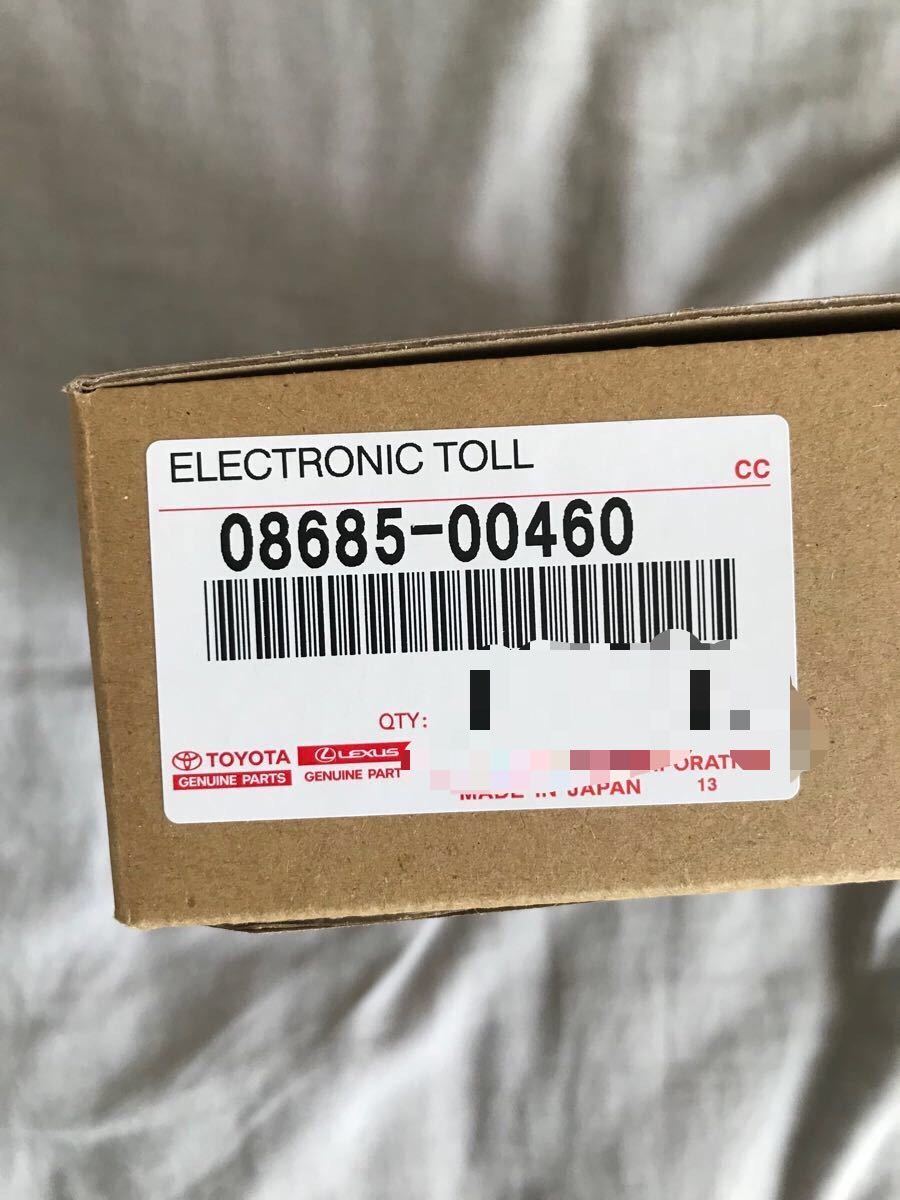 ELECTRONIC TOLL
CC
08685-00460
QTY:
TOYOTA
GENUINE PARTS
LEXUS
GENUINE PART
MADE IN JAPAN 13